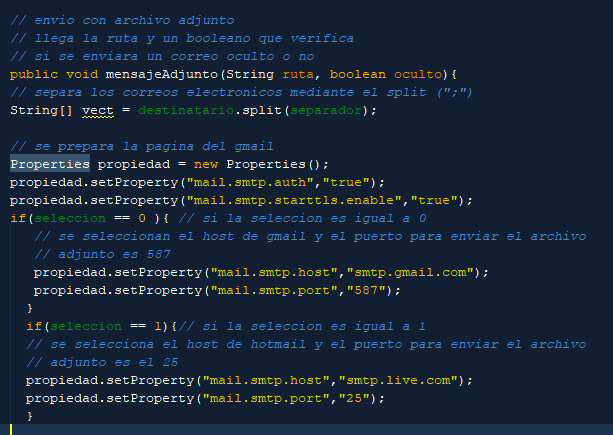 // envio con archivo adjunto
// llega la ruta y un booleano que verifica
// si se enviara un correo oculto o no
public void mensajeAdjunto(String ruta, boolean oculto){
// separa los correos electronicos mediante el split (";")
String[] vect = destinatario.split(separador);
// se prepara la pagina del gmail
Properties propiedad = new Properties();
propiedad.setProperty("mail.smtp.auth","true");
propiedad.setProperty("mail.smtp.starttls.enable","true");
if(seleccion == 0 ){ // si la seleccion es igual a 0
// se seleccionan el host de gmail y el puerto para enviar el archivo
// adjunto es 587
propiedad.setProperty("mail.smtp.host","smtp.gmail.com");
propiedad.setProperty("mail.smtp.port","587");
}
if(seleccion == 1){// si la seleccion es igual a 1
// se selecciona el host de hotmail y el puerto para enviar el archivo
// adjunto es el 25
propiedad.setProperty("mail.smtp.host","smtp.live.com");
propiedad.setProperty("mail.smtp.port","25");
}